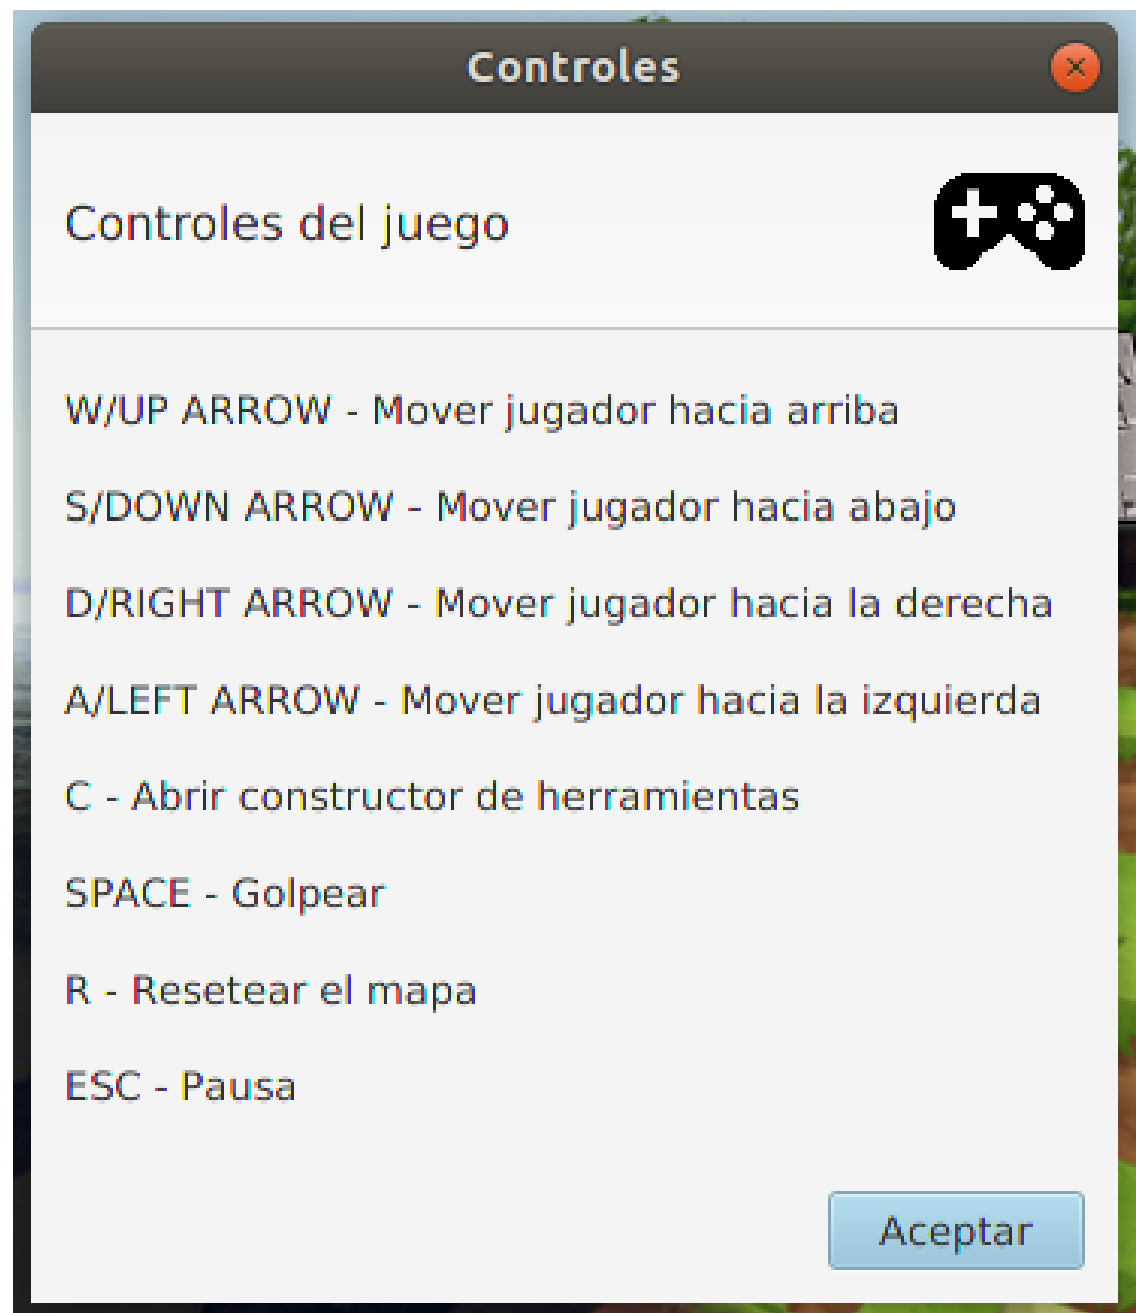 Controles
Controles del juego
W/UP ARROW - Mover jugador hacia arriba
S/DOWN ARROW - Mover jugador hacia abajo
D/RIGHT ARROW - Mover jugador hacia la derecha
A/LEFT ARROW - Mover jugador hacia la izquierda
C - Abrir constructor de herramientas
SPACE - Golpear
R - Resetear el mapa
ESC - Pausa
Aceptar